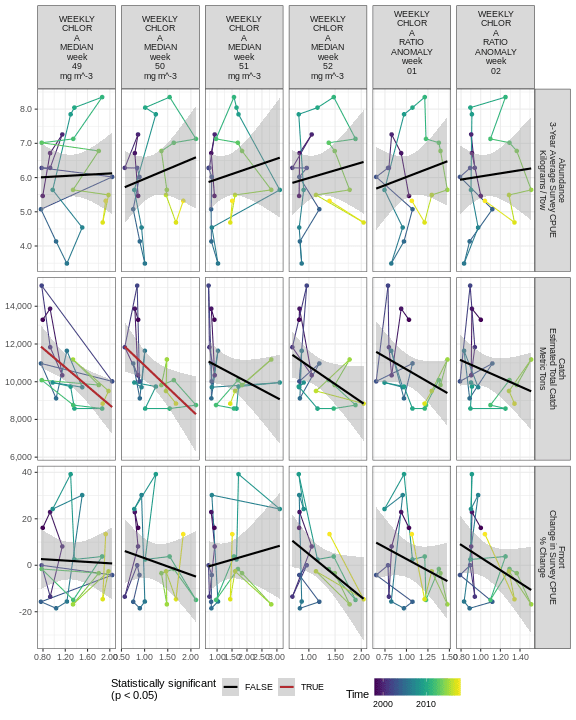 WEEKLY
CHLOR
A
MEDIAN
week
49
mg m^-3
WEEKLY
CHLOR
A
MEDIAN
week
50
mg m^-3
WEEKLY
CHLOR
A
MEDIAN
week
51
mg m^-3
WEEKLY
CHLOR
A
MEDIAN
week
52
mg m^-3
WEEKLY
CHLOR
A
RATIO
ANOMALY
week
01
WEEKLY
CHLOR
A
RATIO
ANOMALY
week
02
8.0
7.0
6.0
5.0
4.0
Abundance
3-Year Average Survey CPUE
Kilograms / Tow
14,000
12,000
10,000
8,000
6,000
Catch
Estimated Total Catch
Metric Tons
40
20
0
-20
Fmort
Change in Survey CPUE
% Change
0.80 1.20 1.60 2.00
0.50 1.00 1.50 2.00
1.00 1.50 2.00 2.50 3.00
1.00 1.50 2.00
0.75 1.00 1.25 1.50
0.80 1.00 1.20 1.40
Statistically significant
(p < 0.05)
FALSE
TRUE
Time
2000
2010